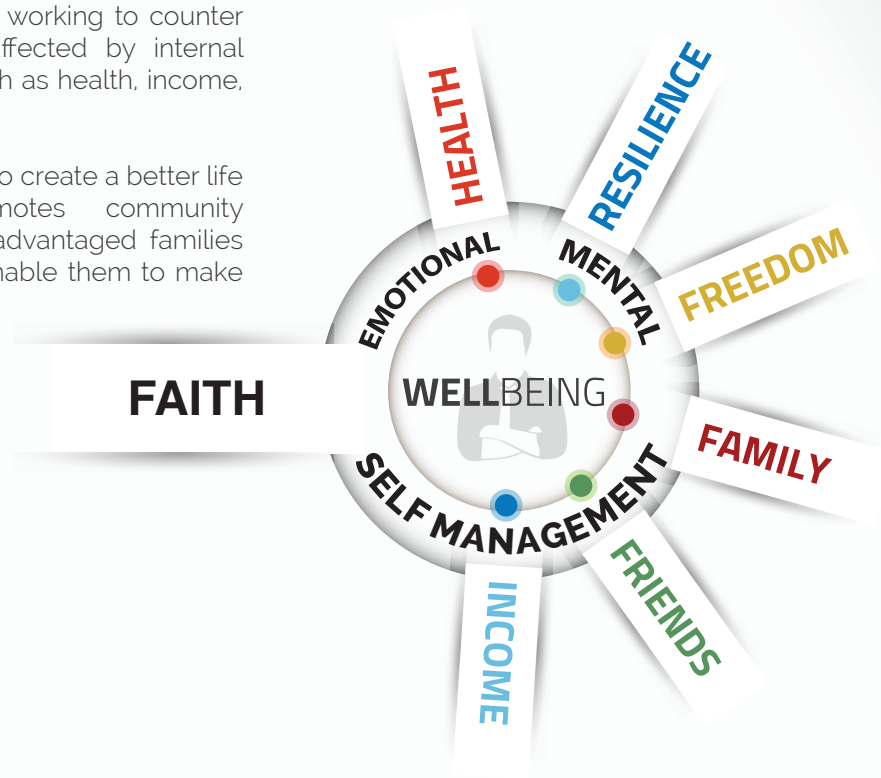 working to counter
ffected by internal
h as health, income,
o create a better life
motes community
advantaged families
nable them to make
HEALTH
RESILIENCE
FREEDOM
FAMILY
FRIENDS
INCOME
FAITH
EMOTIONAL
MENTAL
SELF MANAGEMENT
WELLBEING